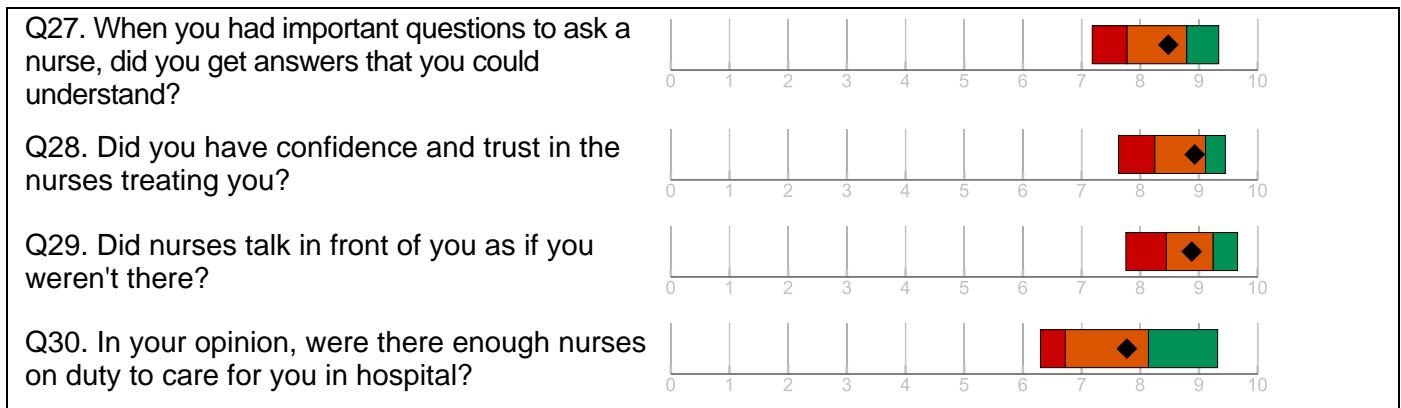 Q27. When you had important questions to ask a
nurse, did you get answers that you could
understand?
0 1 2 3 4 5 6 7 8 9 10
Q28. Did you have confidence and trust in the
nurses treating you?
0 1 2 3 4 5 6 7 8 9 10
Q29. Did nurses talk in front of you as if you
weren't there?
0 1 2 3 4 5 6 7 8 9 10
Q30. In your opinion, were there enough nurses
on duty to care for you in hospital?
0 1 2 3 4 5 6 7 8 9 10